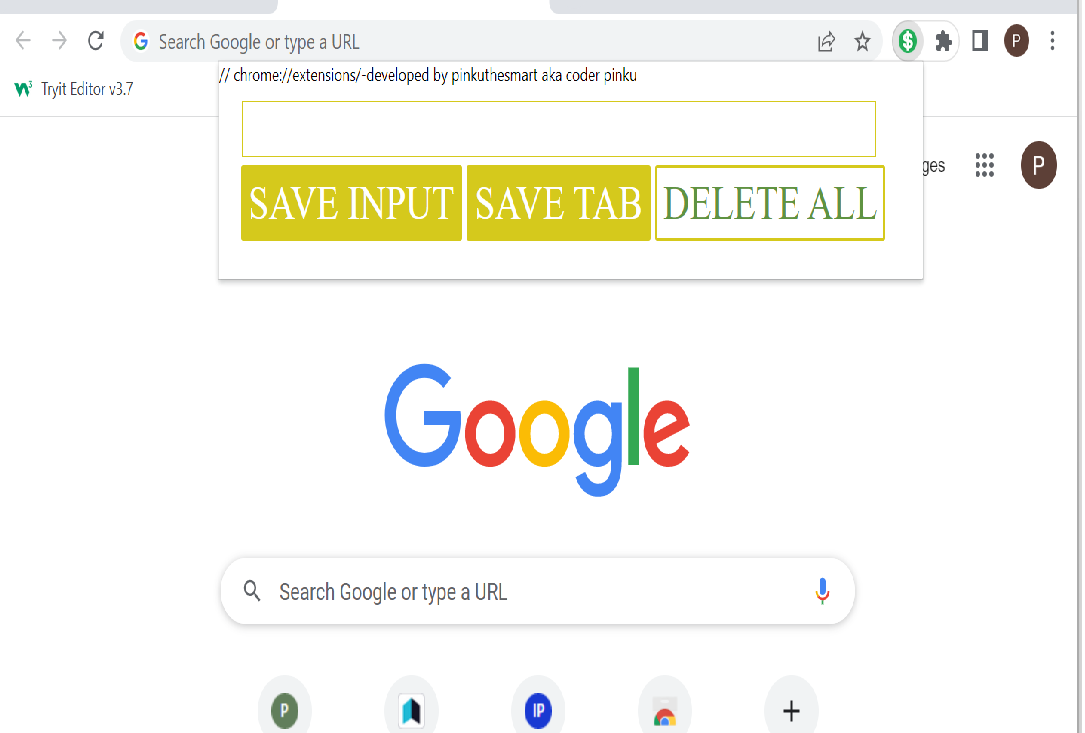 Search Google or type a URL
P
W3 Tryit Editor v3.7
// chrome://extensions/-developed by pinkuthesmart aka coder pinku
SAVE INPUT SAVE TAB DELETE ALL
ges
P
Google
Search Google or type a URL
P IP